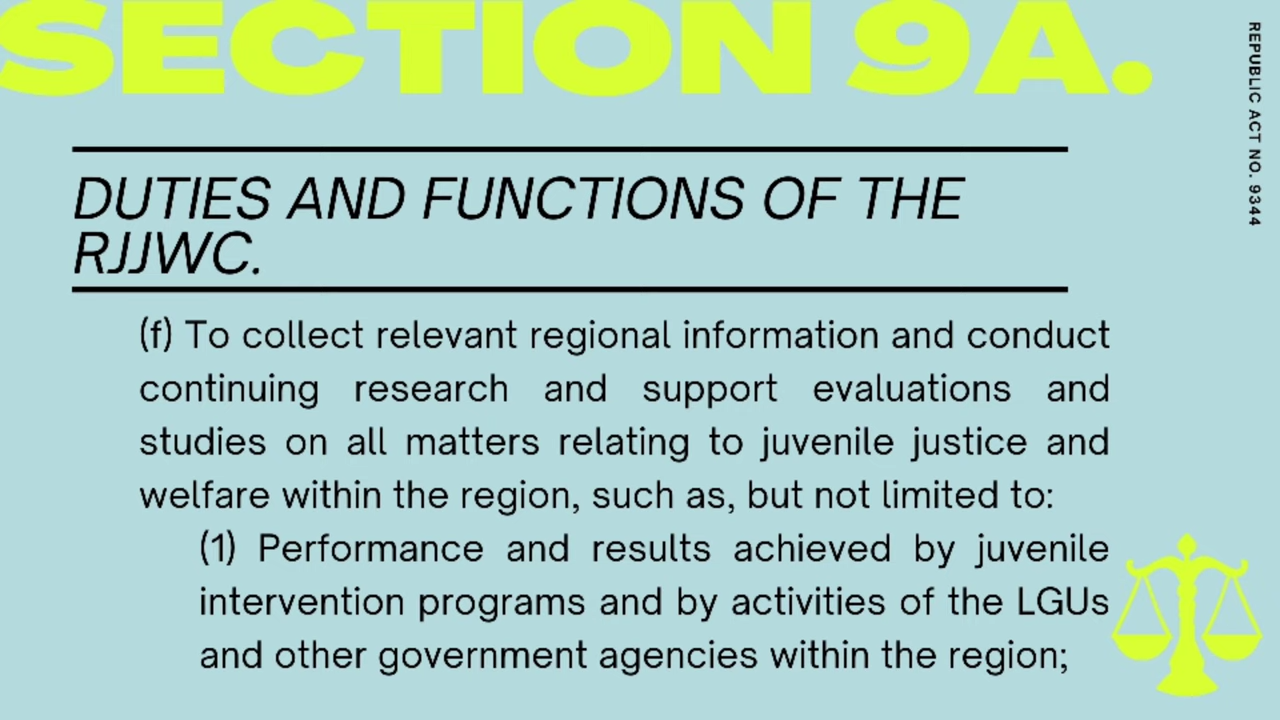 SECTION 9A.
REPUBLIC ACT NO. 9344
DUTIES AND FUNCTIONS OF THE
RJJWC.
(f) To collect relevant regional information and conduct
continuing research and support evaluations and
studies on all matters relating to juvenile justice and
welfare within the region, such as, but not limited to:
(1) Performance and results achieved by juvenile
intervention programs and by activities of the LGUs
and other government agencies within the region;